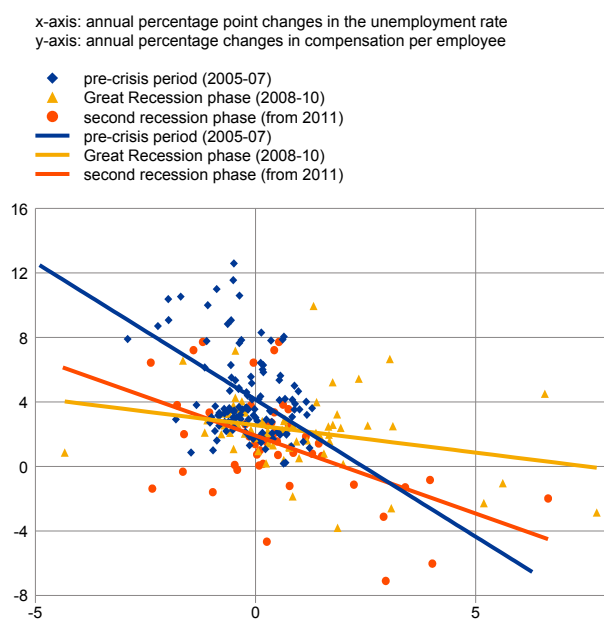 x-axis: annual percentage point changes in the unemployment rate
y-axis: annual percentage changes in compensation per employee
pre-crisis period (2005-07)
Great Recession phase (2008-10)
second recession phase (from 2011)
pre-crisis period (2005-07)
Great Recession phase (2008-10)
second recession phase (from 2011)
16
12
8
4
0
-4
-8
-5 0 5